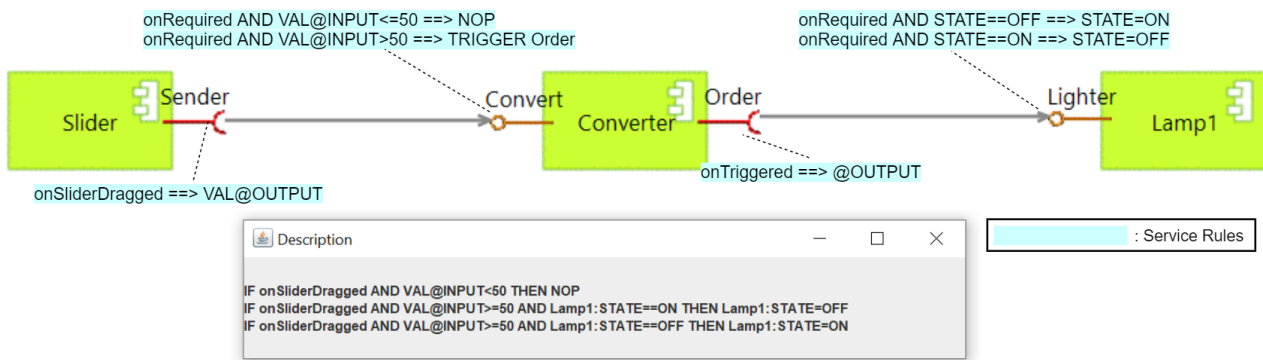 onRequired AND VAL@INPUT<=50 ==> NOP
onRequired AND VAL@INPUT>50 ==> TRIGGER Order
onRequired AND STATE==OFF ==> STATE=ON
onRequired AND STATE==ON ==> STATE=OFF
Slider
Sender
Convert
Converter
Order
Lighter
Lamp1
onSliderDragged ==> VAL@OUTPUT
onTriggered ==> @OUTPUT
Description
: Service Rules
IF onSliderDragged AND VAL@INPUT<50 THEN NOP
IF onSliderDragged AND VAL@INPUT>=50 AND Lamp1:STATE==ON THEN Lamp1:STATE=OFF
IF onSliderDragged AND VAL@INPUT>=50 AND Lamp1:STATE==OFF THEN Lamp1:STATE=ON